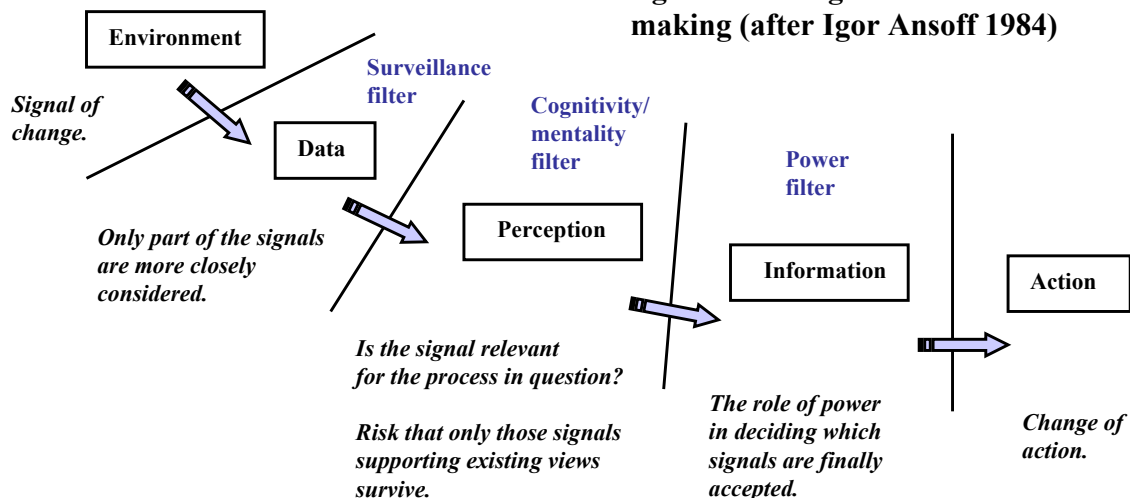 making (after Igor Ansoff 1984)
Environment
Surveillance
filter
Signal of
change.
Cognitivity/
mentality
filter
Data
Power
filter
Perception
Only part of the signals
are more closely
considered.
Information
Action
Is the signal relevant
for the process in question?
Risk that only those signals
supporting existing views
survive.
The role of power
in deciding which
signals are finally
accepted.
Change of
action.